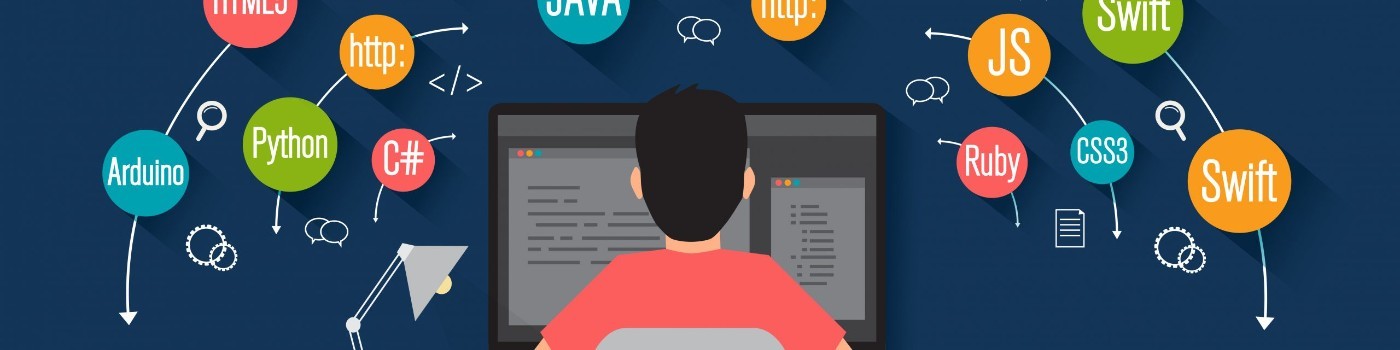 HTML5
http:
Python
Arduino
C#
</>
JAVA
http:
JS
Swift
Ruby
CSS3
Swift